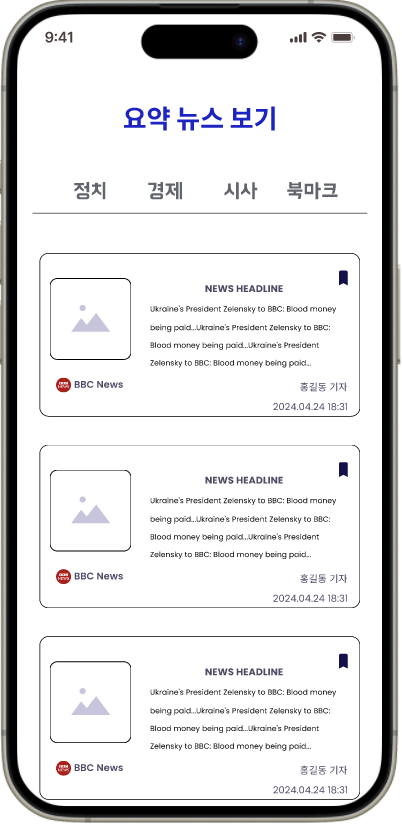 9:41
요약 뉴스 보기
정치 경제 시사 북마크
NEWS HEADLINE
Ukraine's President Zelensky to BBC: Blood money
being paid...Ukraine's President Zelensky to BBC:
Blood money being paid...Ukraine's President
Zelensky to BBC: Blood money being paid...
BBC NEWS BBC News
홍길동 기자
2024.04.24 18:31
NEWS HEADLINE
Ukraine's President Zelensky to BBC: Blood money
being paid...Ukraine's President Zelensky to BBC:
Blood money being paid...Ukraine's President
Zelensky to BBC: Blood money being paid...
BBC NEWS BBC News
홍길동 기자
2024.04.24 18:31
NEWS HEADLINE
Ukraine's President Zelensky to BBC: Blood money
being paid...Ukraine's President Zelensky to BBC:
Blood money being paid...Ukraine's President
Zelensky to BBC: Blood money being paid...
BBC NEWS BBC News
홍길동 기자
2024.04.24 18:31